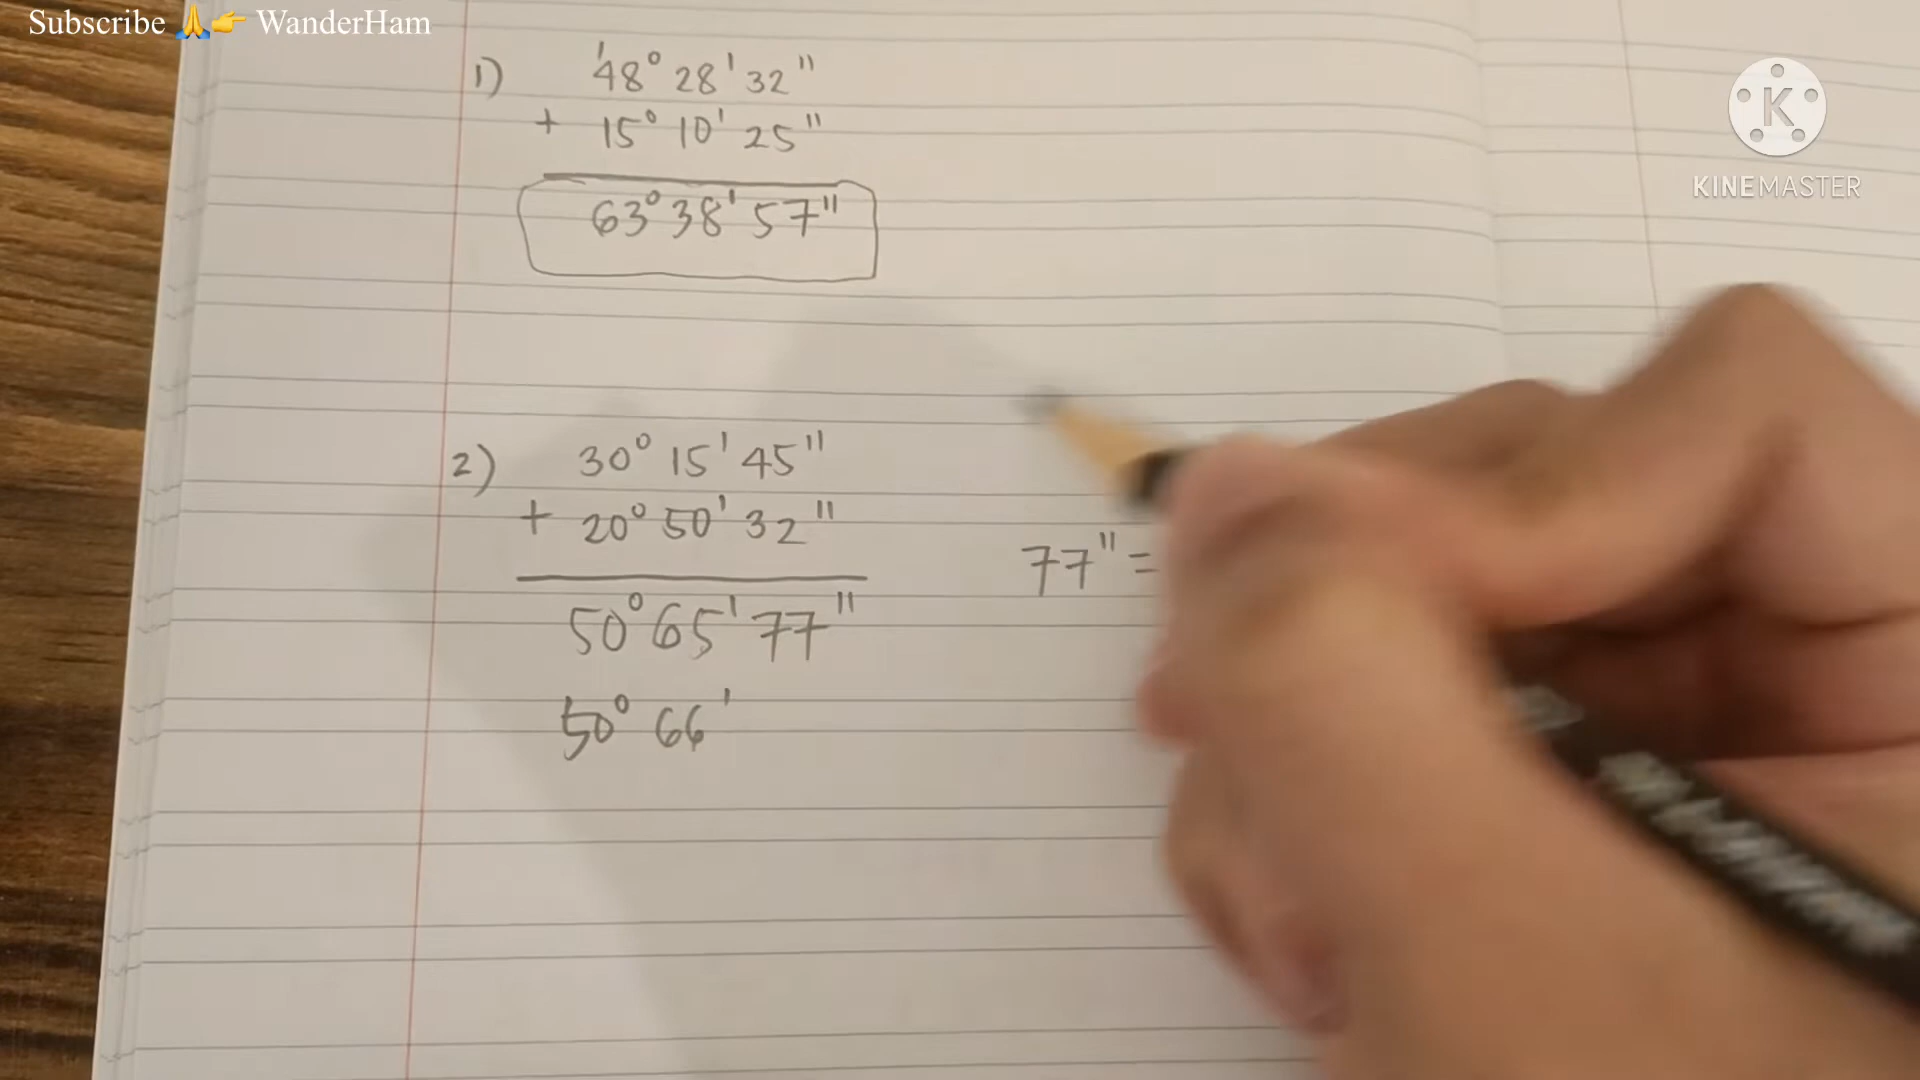 Subscribe 🙏👉 WanderHam
KINEMASTER
1) 1
48° 28' 32"
+ 15° 10' 25"
63° 38' 57"
2) 30° 15' 45"
+ 20° 50' 32"
50° 65' 77"
77" =
50° 66'